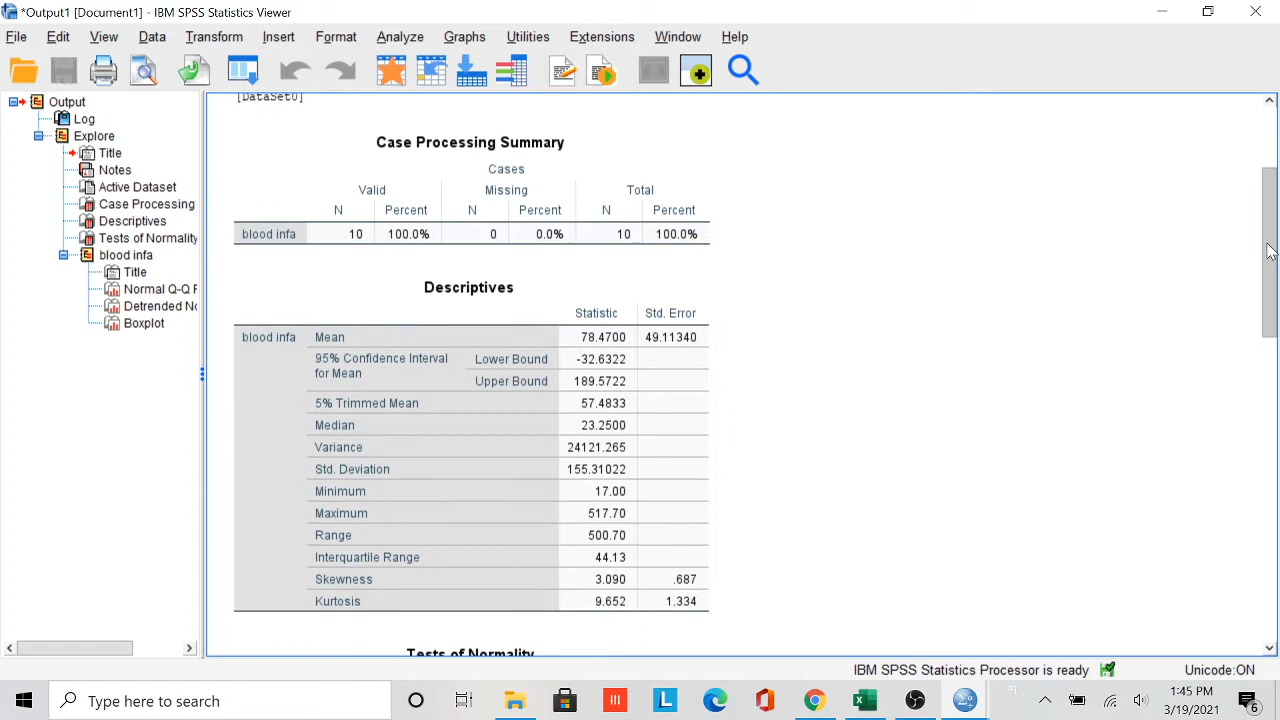 *Output1 [Document1] - IBM SPSS Statistics Viewer
File Edit View Data Transform Insert Format Analyze Graphs Utilities Extensions Window Help
Output
Log
Explore
Title
Notes
Active Dataset
Case Processing
Descriptives
Tests of Normality
blood infa
Title
Normal Q-Q P
Detrended No
Boxplot
[DataSet0]
Case Processing Summary
Cases
Valid Missing Total
N Percent N Percent N Percent
blood infa 10 100.0% 0 0.0% 10 100.0%
Descriptives
Statistic Std. Error
blood infa Mean 78.4700 49.11340
95% Confidence Interval for Mean Lower Bound -32.6322
Upper Bound 189.5722
5% Trimmed Mean 57.4833
Median 23.2500
Variance 24121.265
Std. Deviation 155.31022
Minimum 17.00
Maximum 517.70
Range 500.70
Interquartile Range 44.13
Skewness 3.090 .687
Kurtosis 9.652 1.334
Tests of Normality
IBM SPSS Statistics Processor is ready Unicode:ON
Type here to search
1:45 PM
3/19/2021
6